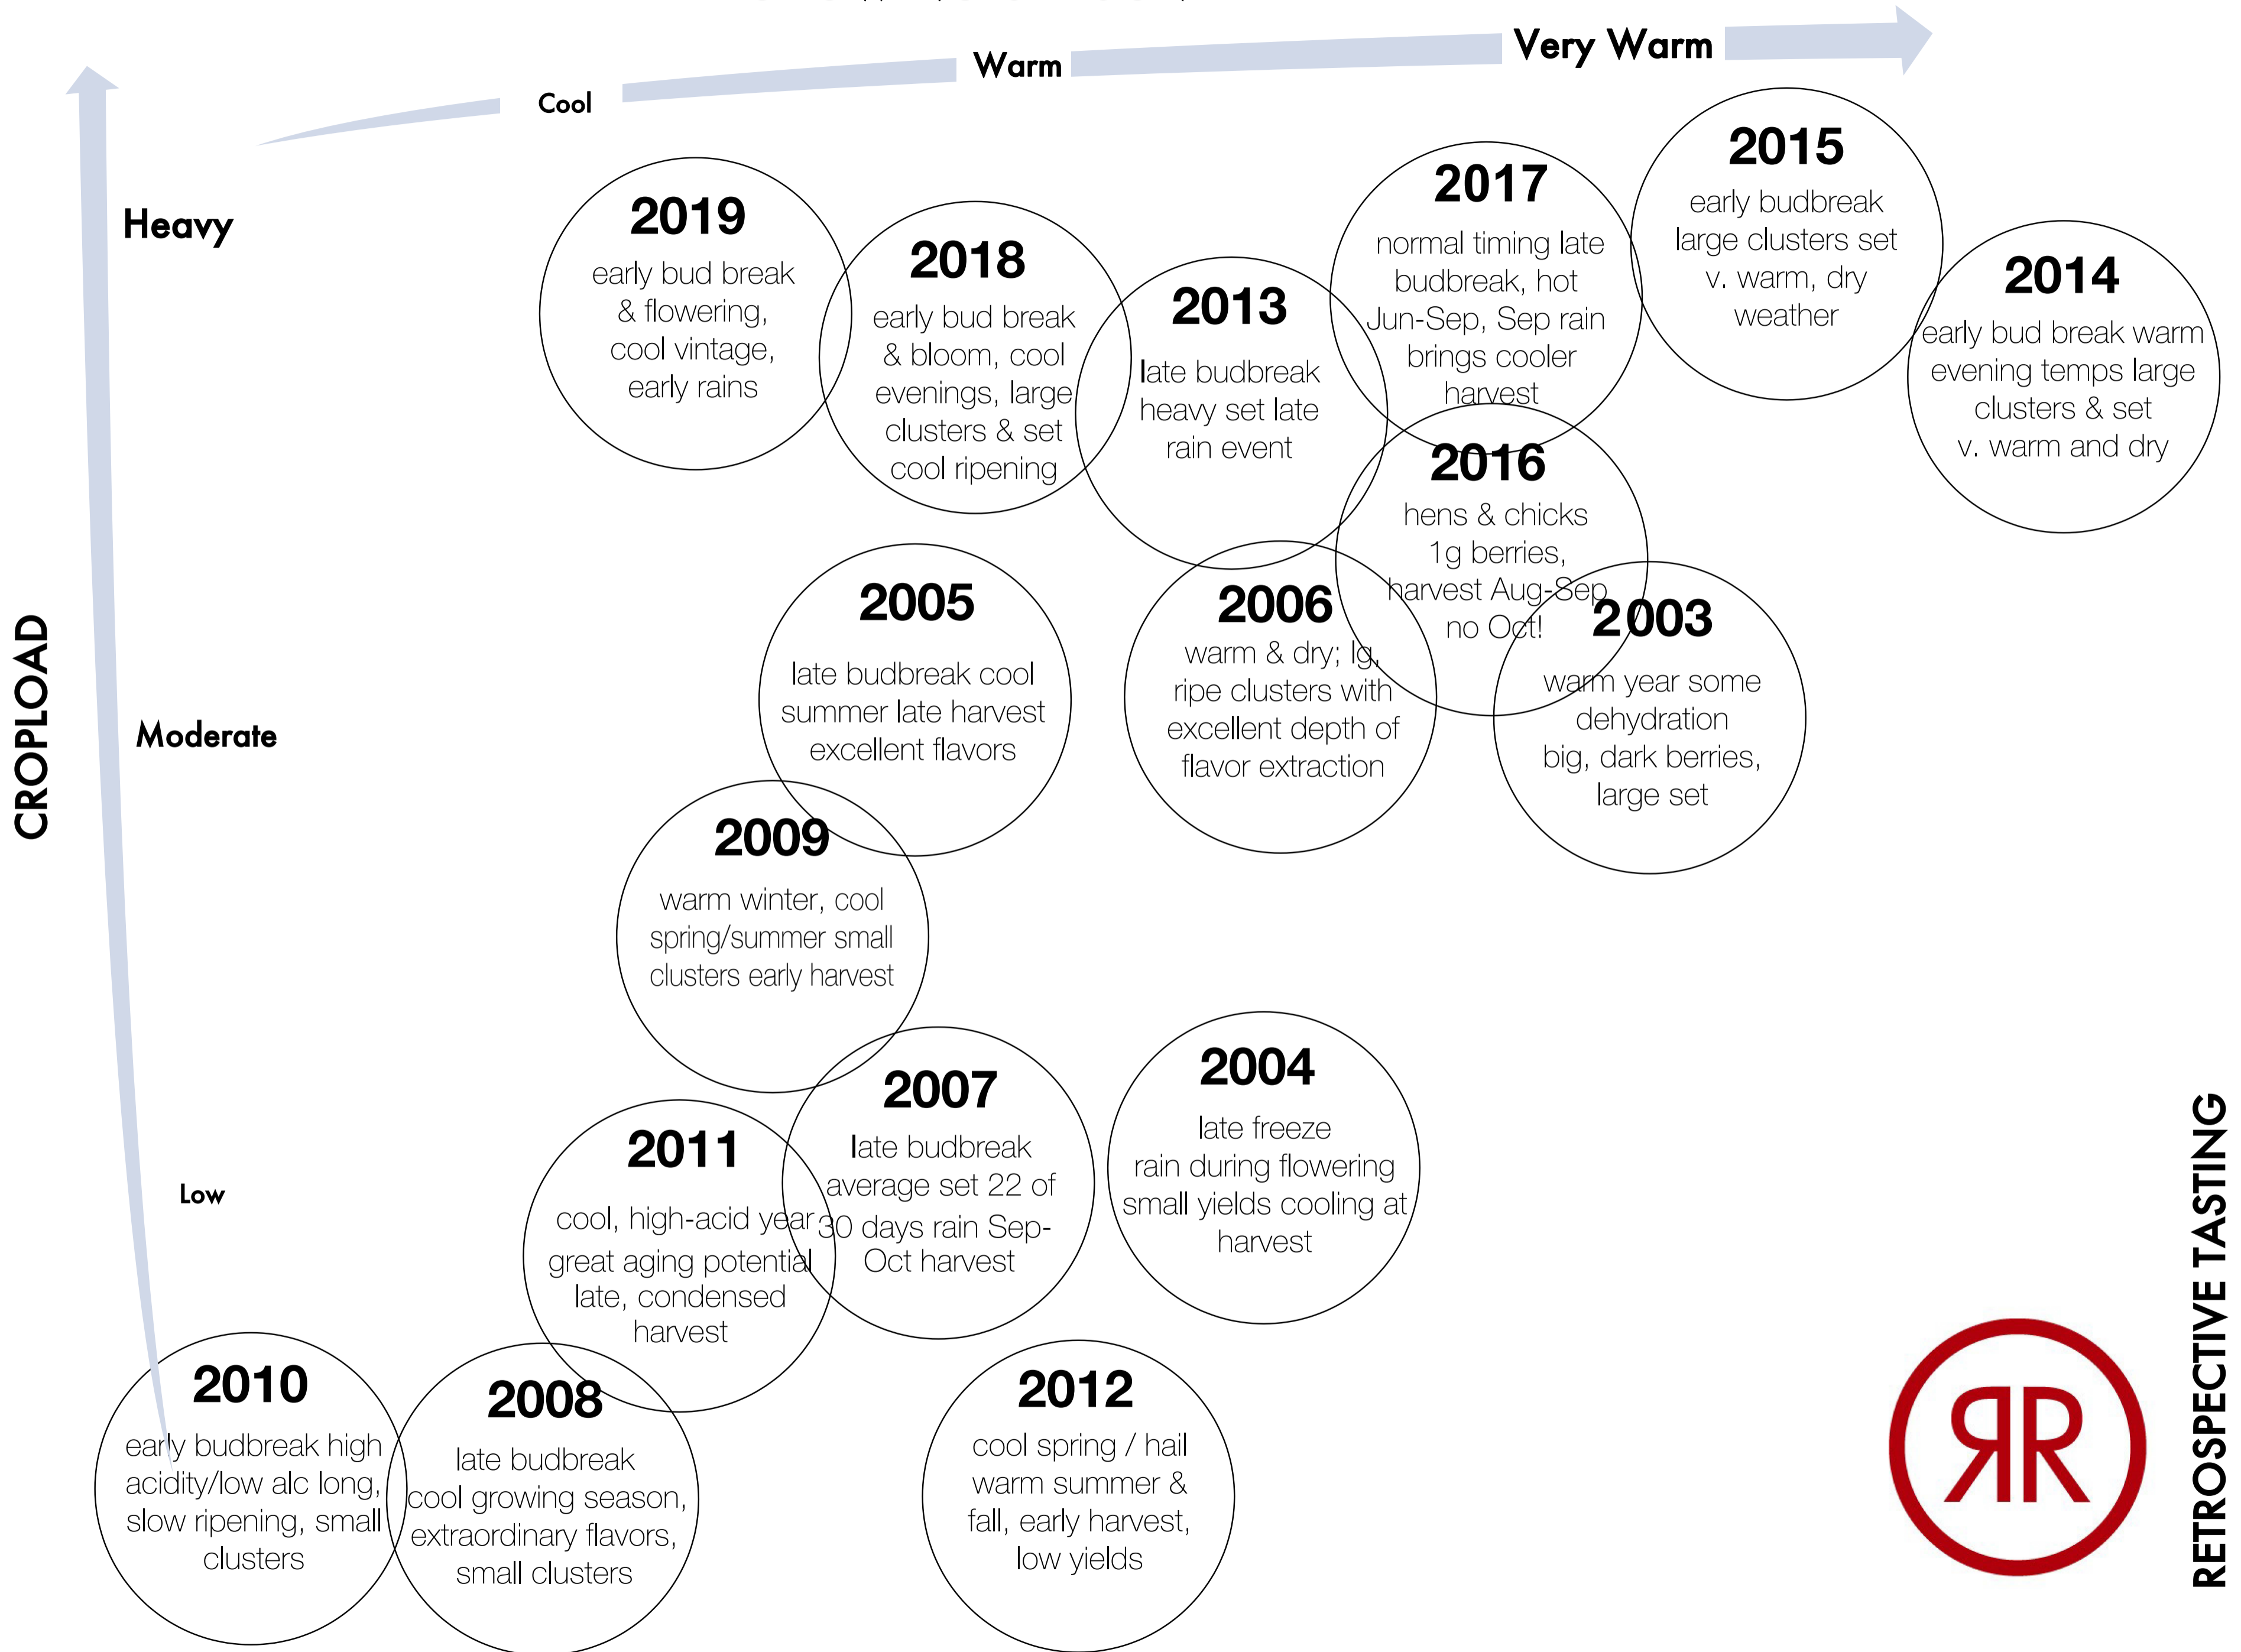 Cool
Warm
Very Warm
CROPLOAD
Heavy
Moderate
Low
2019
early bud break
& flowering,
cool vintage,
early rains
2018
early bud break
& bloom, cool
evenings, large
clusters & set
cool ripening
2013
late budbreak
heavy set late
rain event
2017
normal timing late
budbreak, hot
Jun-Sep, Sep rain
brings cooler
harvest
2015
early budbreak
large clusters set
v. warm, dry
weather
2014
early bud break warm
evening temps large
clusters & set
v. warm and dry
2016
hens & chicks
1g berries,
harvest Aug-Sep
no Oct!
2005
late budbreak cool
summer late harvest
excellent flavors
2006
warm & dry; lg,
ripe clusters with
excellent depth of
flavor extraction
2003
warm year some
dehydration
big, dark berries,
large set
2009
warm winter, cool
spring/summer small
clusters early harvest
2011
cool, high-acid year
great aging potential
late, condensed
harvest
2007
late budbreak
average set 22 of
30 days rain Sep-
Oct harvest
2004
late freeze
rain during flowering
small yields cooling at
harvest
2010
early budbreak high
acidity/low alc long,
slow ripening, small
clusters
2008
late budbreak
cool growing season,
extraordinary flavors,
small clusters
2012
cool spring / hail
warm summer &
fall, early harvest,
low yields
RR
RETROSPECTIVE TASTING